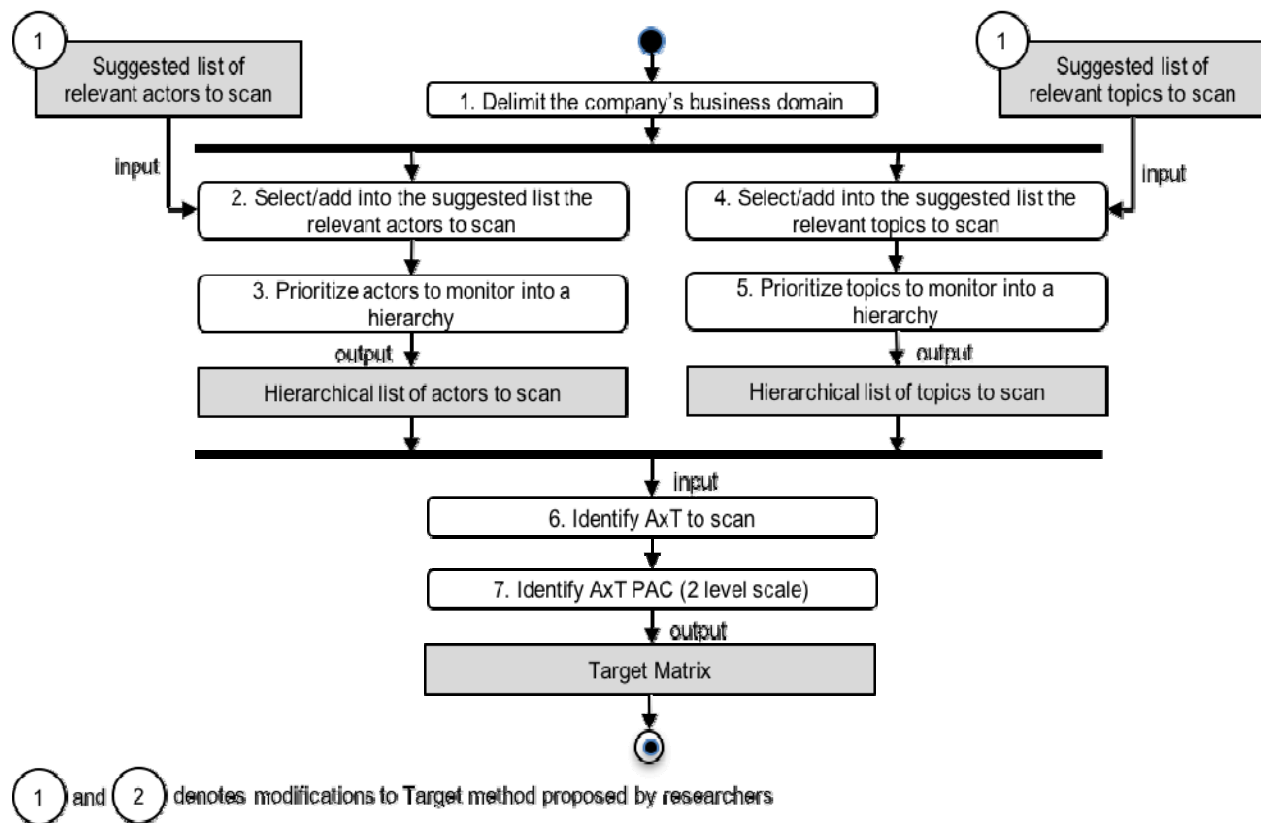 1
Suggested list of
relevant actors to scan
1
Suggested list of
relevant topics to scan
1. Delimit the company's business domain
input
input
2. Select/add into the suggested list the
relevant actors to scan
4. Select/add into the suggested list the
relevant topics to scan
3. Prioritize actors to monitor into a
hierarchy
5. Prioritize topics to monitor into a
hierarchy
output
output
Hierarchical list of actors to scan
Hierarchical list of topics to scan
input
6. Identify AxT to scan
7. Identify AxT PAC (2 level scale)
output
Target Matrix
1 and 2 denotes modifications to Target method proposed by researchers